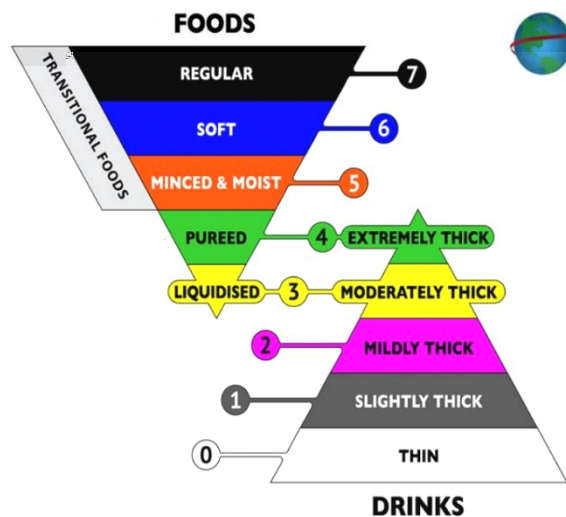 FOODS
TRANSITIONAL FOODS
REGULAR
7
SOFT
6
MINCED & MOIST
5
PUREED
4
EXTREMELY THICK
LIQUIDISED
3
MODERATELY THICK
2
MILDLY THICK
1
SLIGHTLY THICK
0
THIN
DRINKS